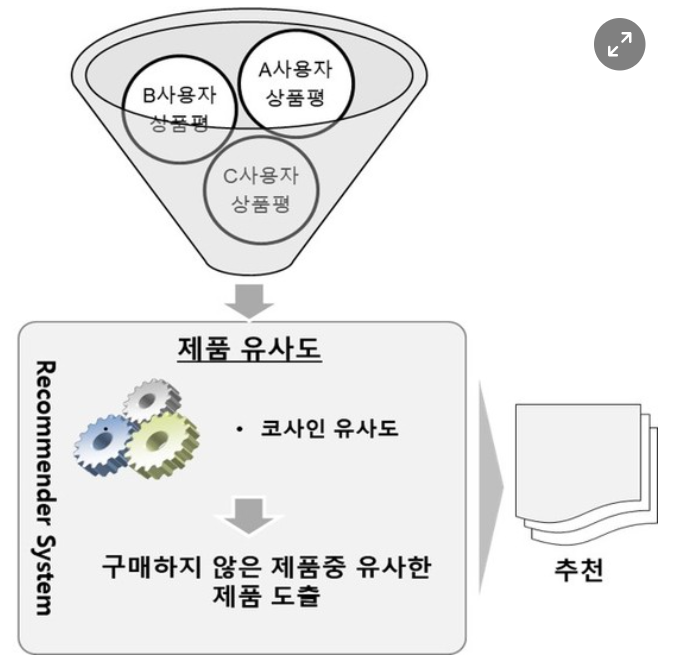 A사용자
상품평
B사용자
상품평
C사용자
상품평
제품 유사도
Recommender System
• 코사인 유사도
구매하지 않은 제품중 유사한
제품 도출
추천